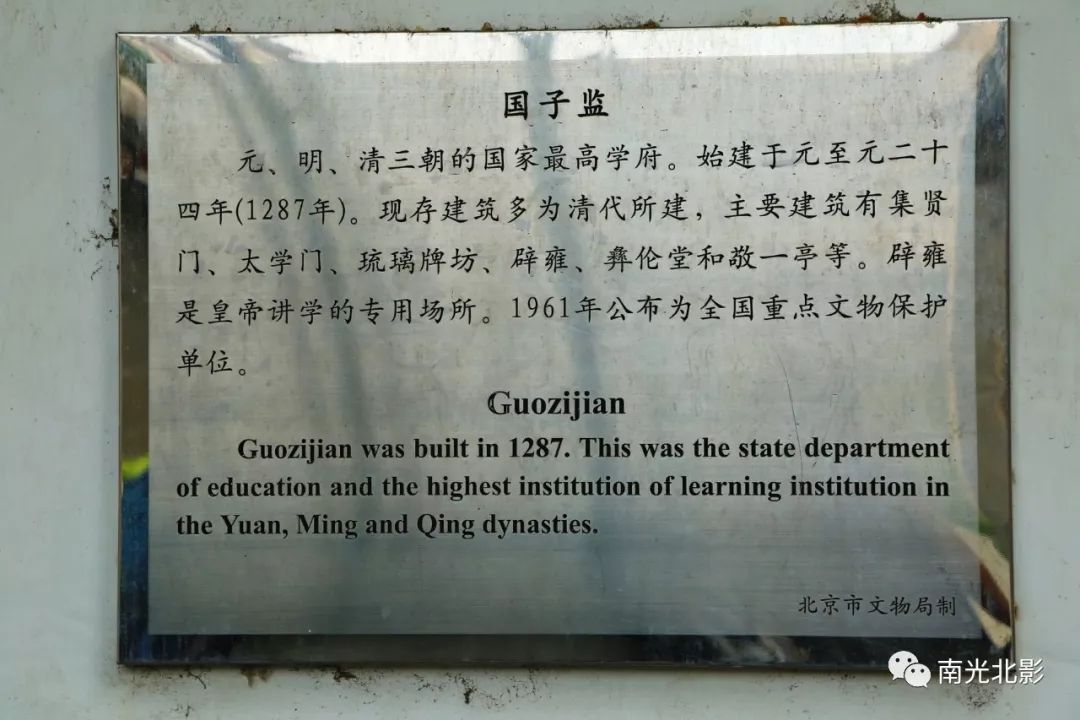 国子监
元、明、清三朝的国家最高学府。始建于元至元二十
四年(1287年)。现存建筑多为清代所建，主要建筑有集贤
门、太学门、琉璃牌坊、辟雍、彝伦堂和敬一亭等。辟雍
是皇帝讲学的专用场所。1961年公布为全国重点文物保护
单位。
Guozijian
Guozijian was built in 1287. This was the state department
of education and the highest institution of learning institution in
the Yuan, Ming and Qing dynasties.
北京市文物局制
南光北影